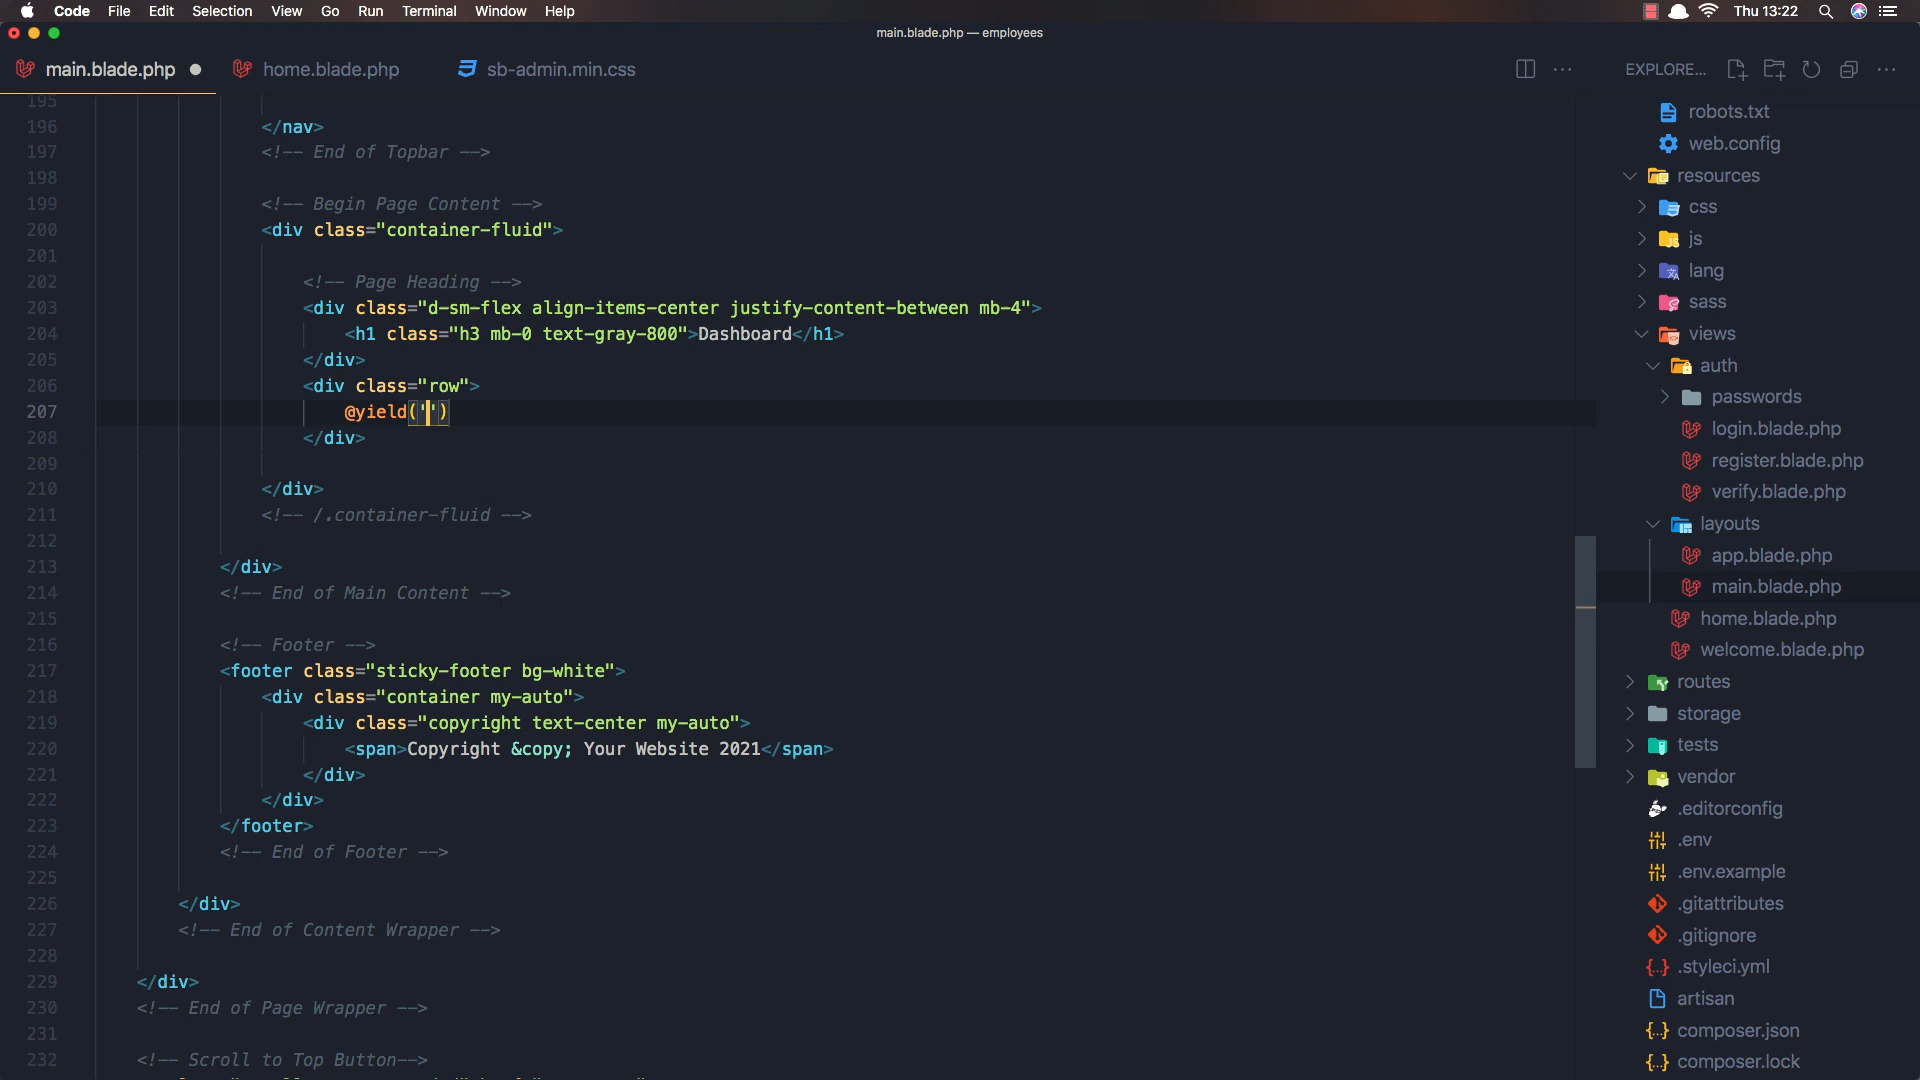 Code File Edit Selection View Go Run Terminal Window Help
Thu 13:22
main.blade.php — employees
main.blade.php
home.blade.php
sb-admin.min.css
EXPLORE...
195
196 </nav>
197 <!-- End of Topbar -->
198
199 <!-- Begin Page Content -->
200 <div class="container-fluid">
201
202 <!-- Page Heading -->
203 <div class="d-sm-flex align-items-center justify-content-between mb-4">
204 <h1 class="h3 mb-0 text-gray-800">Dashboard</h1>
205 </div>
206 <div class="row">
207 @yield('')
208 </div>
209
210 </div>
211 <!-- /.container-fluid -->
212
213 </div>
214 <!-- End of Main Content -->
215
216 <!-- Footer -->
217 <footer class="sticky-footer bg-white">
218 <div class="container my-auto">
219 <div class="copyright text-center my-auto">
220 <span>Copyright &copy; Your Website 2021</span>
221 </div>
222 </div>
223 </footer>
224 <!-- End of Footer -->
225
226 </div>
227 <!-- End of Content Wrapper -->
228
229 </div>
230 <!-- End of Page Wrapper -->
231
232 <!-- Scroll to Top Button-->
robots.txt
web.config
resources
css
js
lang
sass
views
auth
passwords
login.blade.php
register.blade.php
verify.blade.php
layouts
app.blade.php
main.blade.php
home.blade.php
welcome.blade.php
routes
storage
tests
vendor
.editorconfig
.env
.env.example
.gitattributes
.gitignore
.styleci.yml
artisan
composer.json
composer.lock